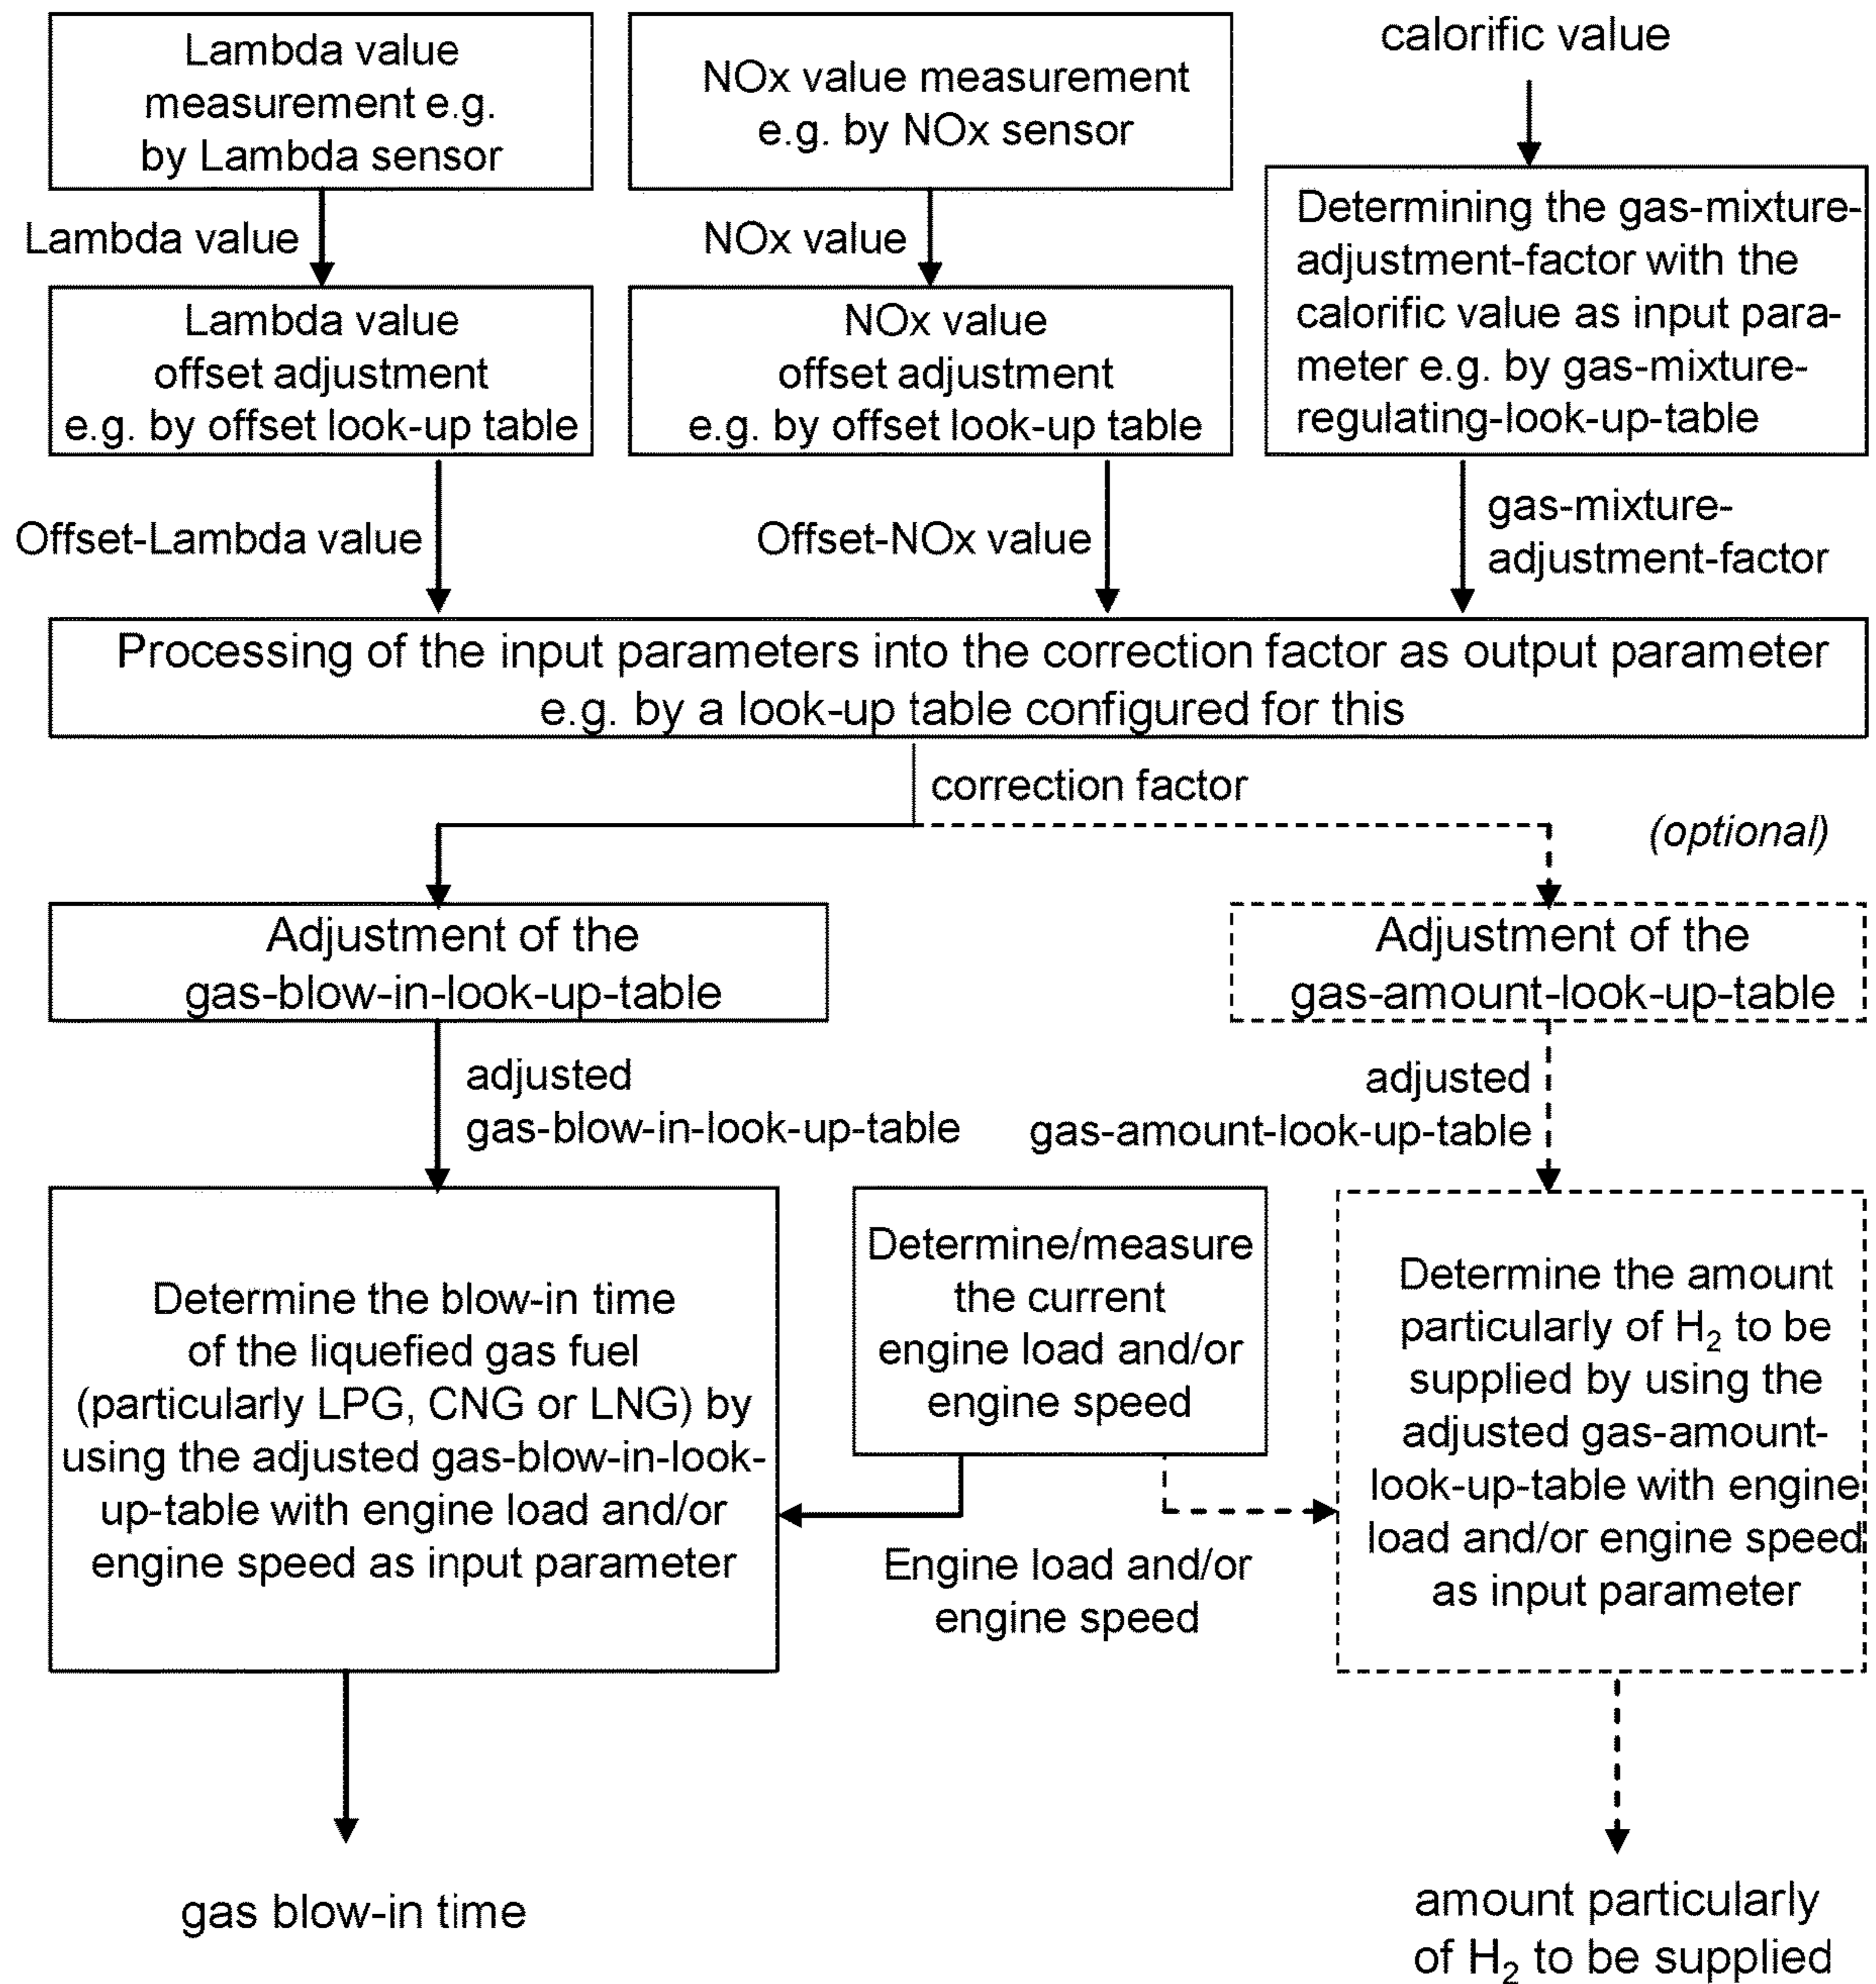 Lambda value
measurement e.g.
by Lambda sensor
NOx value measurement
e.g. by NOx sensor
calorific value
Lambda value
NOx value
Determining the gas-mixture-
adjustment-factor with the
calorific value as input para-
meter e.g. by gas-mixture-
regulating-look-up-table
Lambda value
offset adjustment
e.g. by offset look-up table
NOx value
offset adjustment
e.g. by offset look-up table
Offset-Lambda value
Offset-NOx value
gas-mixture-
adjustment-factor
Processing of the input parameters into the correction factor as output parameter
e.g. by a look-up table configured for this
correction factor
(optional)
Adjustment of the
gas-blow-in-look-up-table
Adjustment of the
gas-amount-look-up-table
adjusted
gas-blow-in-look-up-table
adjusted
gas-amount-look-up-table
Determine the blow-in time
of the liquefied gas fuel
(particularly LPG, CNG or LNG) by
using the adjusted gas-blow-in-look-
up-table with engine load and/or
engine speed as input parameter
Determine/measure
the current
engine load and/or
engine speed
Engine load and/or
engine speed
Determine the amount
particularly of H₂ to be
supplied by using the
adjusted gas-amount-
look-up-table with engine
load and/or engine speed
as input parameter
gas blow-in time
amount particularly
of H₂ to be supplied